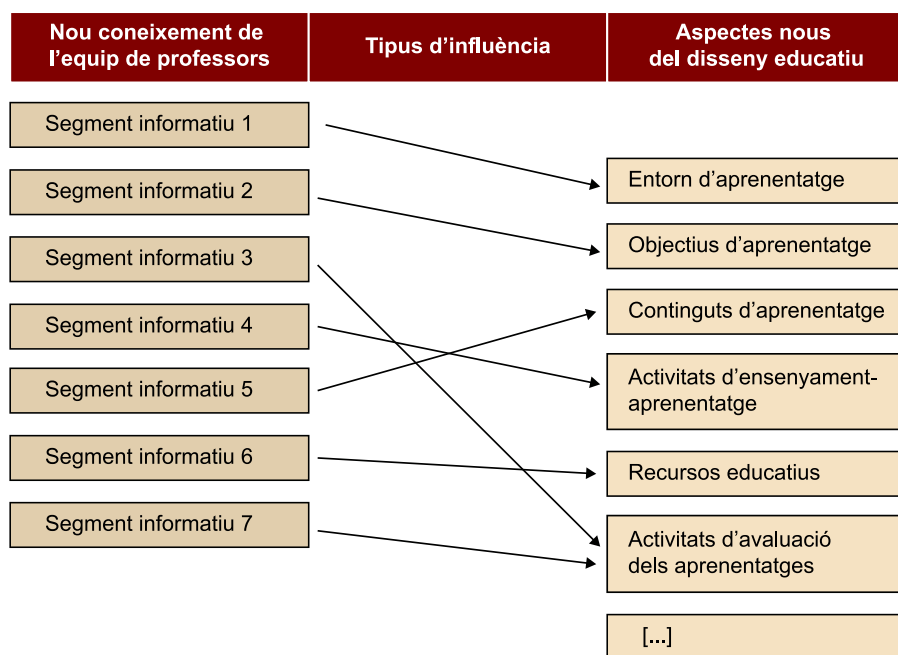 Nou coneixement de
l’equip de professors
Tipus d’influència
Aspectes nous
del disseny educatiu
Segment informatiu 1
Segment informatiu 2
Segment informatiu 3
Segment informatiu 4
Segment informatiu 5
Segment informatiu 6
Segment informatiu 7
Entorn d’aprenentatge
Objectius d’aprenentatge
Continguts d’aprenentatge
Activitats d’ensenyament-
aprenentatge
Recursos educatius
Activitats d’avaluació
dels aprenentatges
[...]